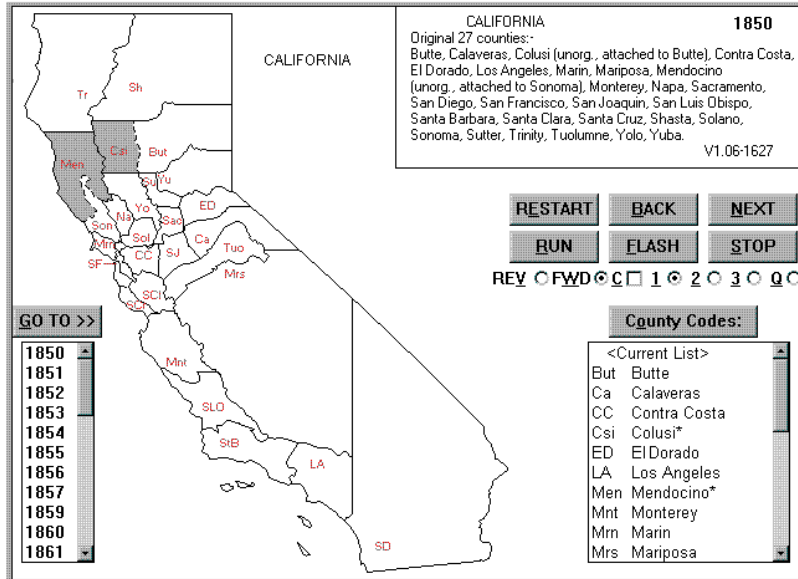 CALIFORNIA 1850
Original 27 counties:-
Butte, Calaveras, Colusi (unorg., attached to Butte), Contra Costa,
El Dorado, Los Angeles, Marin, Mariposa, Mendocino
(unorg., attached to Sonoma), Monterey, Napa, Sacramento,
San Diego, San Francisco, San Joaquin, San Luis Obispo,
Santa Barbara, Santa Clara, Santa Cruz, Shasta, Solano,
Sonoma, Sutter, Trinity, Tuolumne, Yolo, Yuba.
V1.06-1627
CALIFORNIA
Tr
Sh
Men
Csi
But
Su
Yu
Son
Na
Yo
Sac
ED
Mrn
Sol
SF
CC
SJ
Ca
Tuo
Mrs
SCl
SCr
Mnt
SLO
StB
LA
SD
RESTART BACK NEXT
RUN FLASH STOP
REV FWD C 1 2 3 Q
GO TO >>
1850
1851
1852
1853
1854
1855
1856
1857
1859
1860
1861
County Codes:
<Current List>
But Butte
Ca Calaveras
CC Contra Costa
Csi Colusi*
ED El Dorado
LA Los Angeles
Men Mendocino*
Mnt Monterey
Mrn Marin
Mrs Mariposa